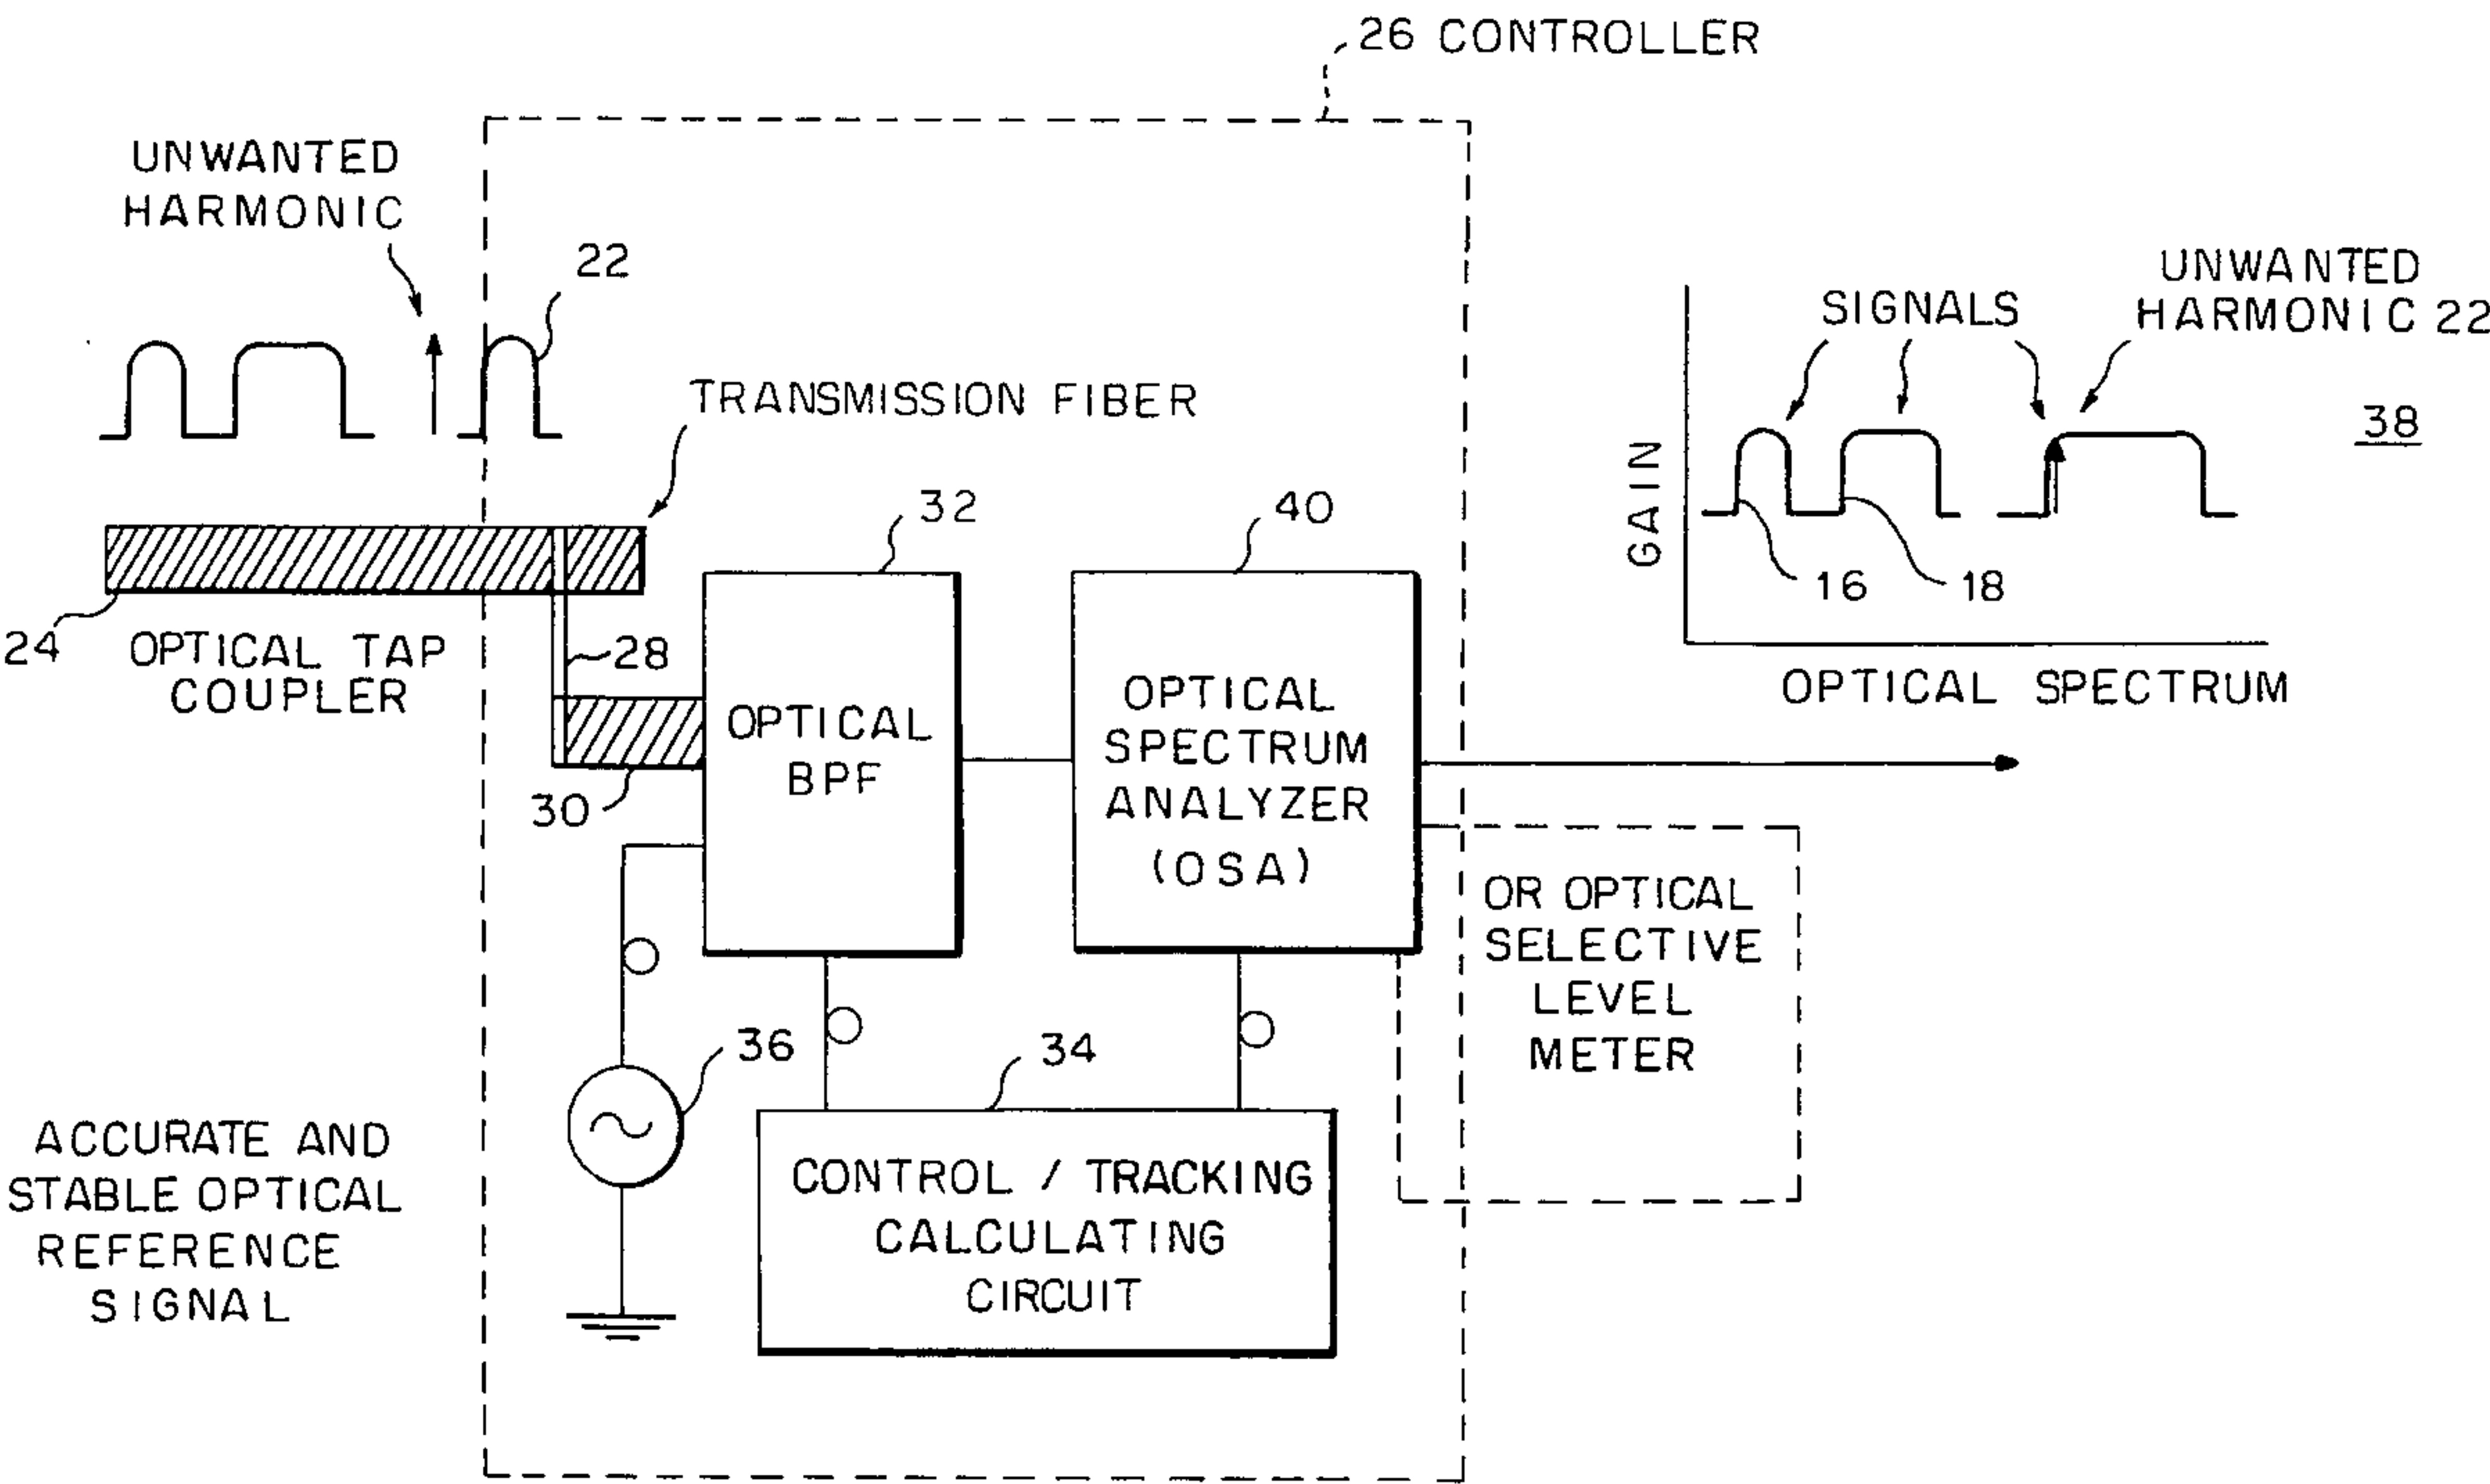 26 CONTROLLER
UNWANTED
HARMONIC
22
UNWANTED
HARMONIC 22
SIGNALS
TRANSMISSION FIBER
38
GAIN
16
18
OPTICAL SPECTRUM
32
40
24
OPTICAL TAP
COUPLER
28
30
OPTICAL
BPF
OPTICAL
SPECTRUM
ANALYZER
(OSA)
OR OPTICAL
SELECTIVE
LEVEL
METER
36
34
ACCURATE AND
STABLE OPTICAL
REFERENCE
SIGNAL
CONTROL / TRACKING
CALCULATING
CIRCUIT